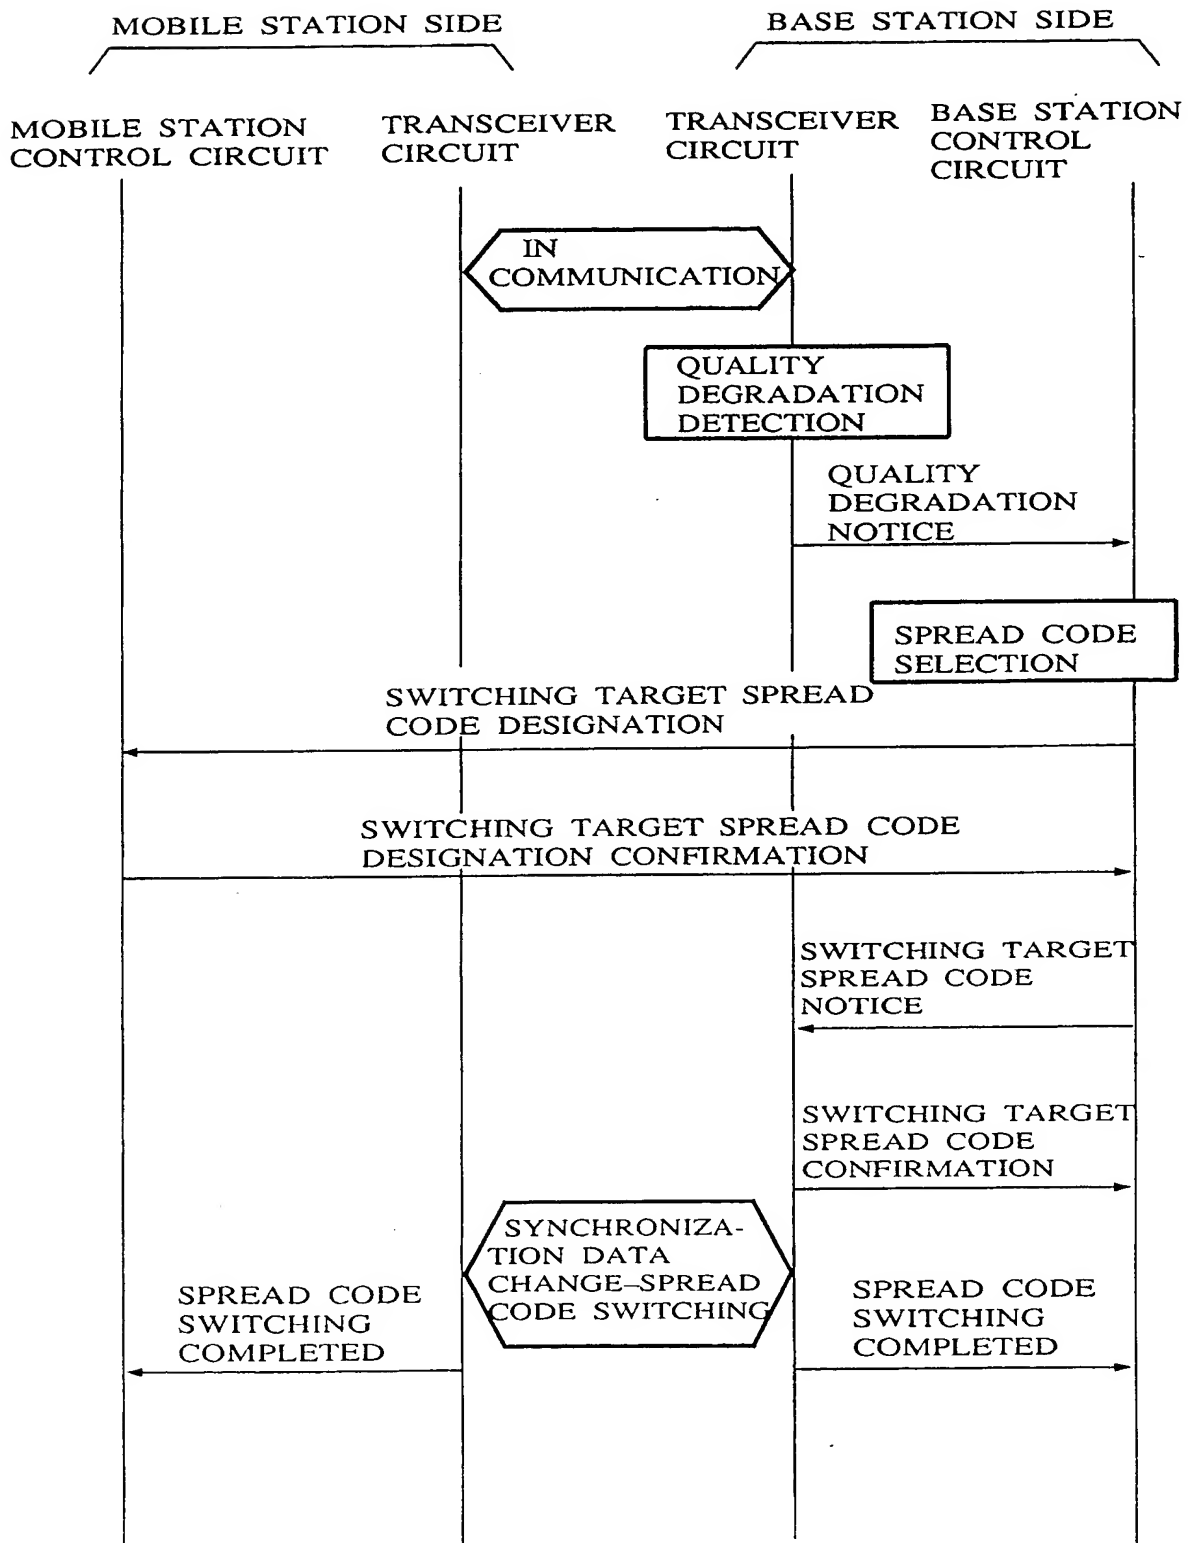 MOBILE STATION SIDE
BASE STATION SIDE
MOBILE STATION
CONTROL CIRCUIT
TRANSCEIVER
CIRCUIT
TRANSCEIVER
CIRCUIT
BASE STATION
CONTROL
CIRCUIT
IN
COMMUNICATION
QUALITY
DEGRADATION
DETECTION
QUALITY
DEGRADATION
NOTICE
SPREAD CODE
SELECTION
SWITCHING TARGET SPREAD
CODE DESIGNATION
SWITCHING TARGET SPREAD CODE
DESIGNATION CONFIRMATION
SWITCHING TARGET
SPREAD CODE
NOTICE
SWITCHING TARGET
SPREAD CODE
CONFIRMATION
SYNCHRONIZA-
TION DATA
CHANGE–SPREAD
CODE SWITCHING
SPREAD CODE
SWITCHING
COMPLETED
SPREAD CODE
SWITCHING
COMPLETED